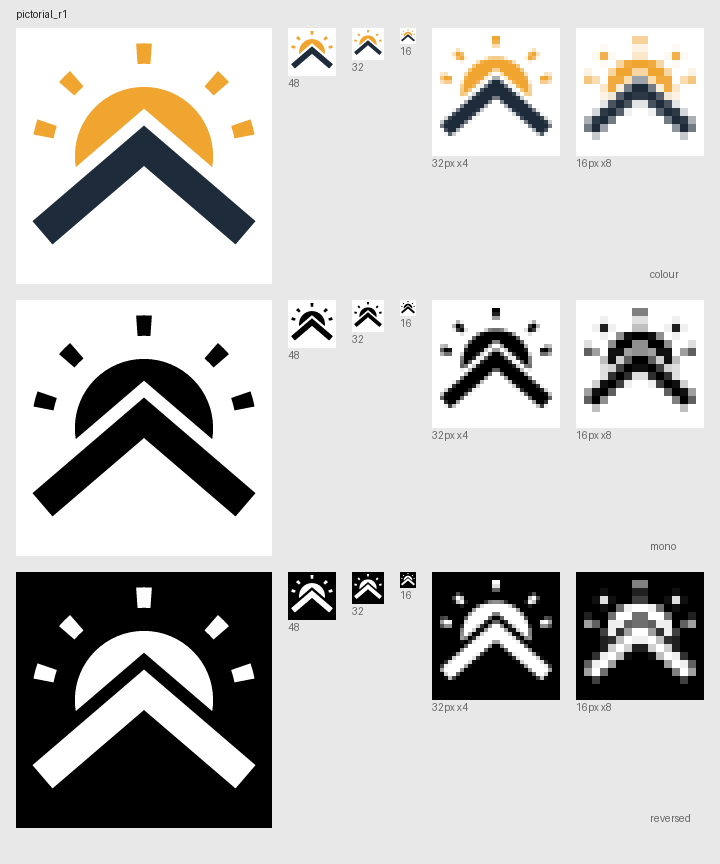 pictorial_r1
48
32
16
32px x4
16px x8
colour
48
32
16
32px x4
16px x8
mono
48
32
16
32px x4
16px x8
reversed